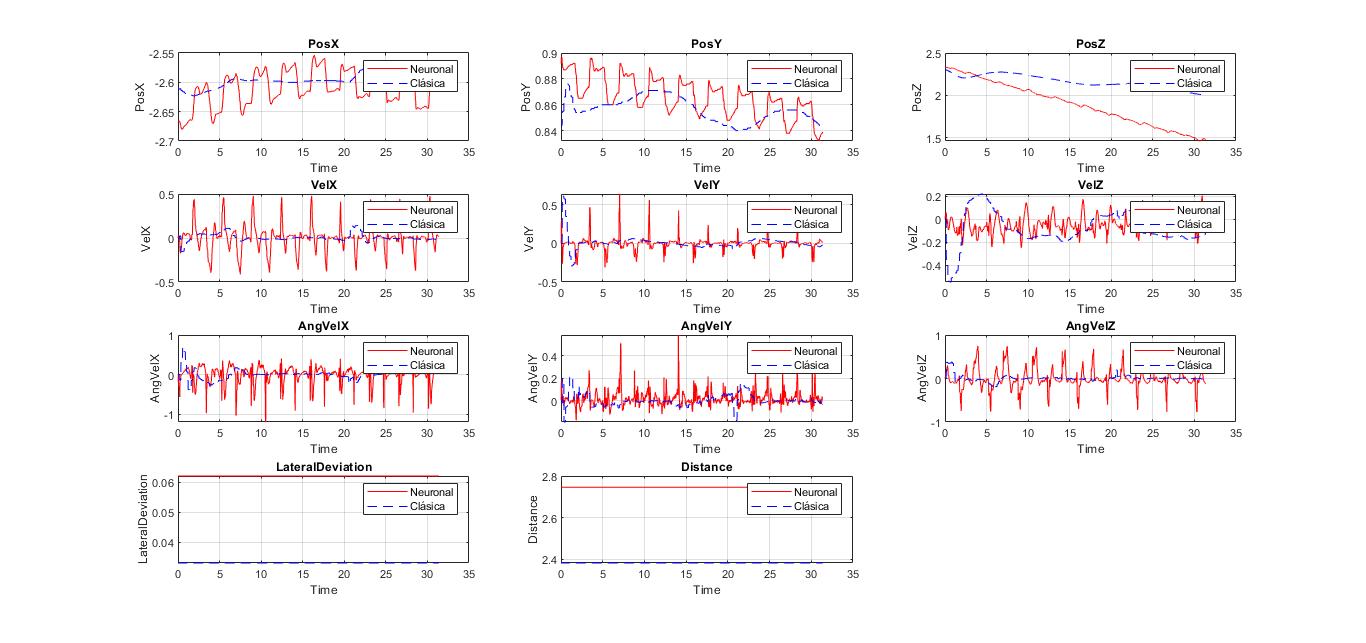 PosX
PosX
-2.55
-2.6
-2.65
-2.7
0 5 10 15 20 25 30 35
Time
Neuronal
Clásica
PosY
PosY
0.9
0.88
0.86
0.84
0 5 10 15 20 25 30 35
Time
Neuronal
Clásica
PosZ
PosZ
2.5
2
1.5
0 5 10 15 20 25 30 35
Time
Neuronal
Clásica
VelX
VelX
0.5
0
-0.5
0 5 10 15 20 25 30 35
Time
Neuronal
Clásica
VelY
VelY
0.5
0
-0.5
0 5 10 15 20 25 30 35
Time
Neuronal
Clásica
VelZ
VelZ
0.2
0
-0.2
-0.4
0 5 10 15 20 25 30 35
Time
Neuronal
Clásica
AngVelX
AngVelX
1
0
-1
0 5 10 15 20 25 30 35
Time
Neuronal
Clásica
AngVelY
AngVelY
0.4
0.2
0
0 5 10 15 20 25 30 35
Time
Neuronal
Clásica
AngVelZ
AngVelZ
1
0
-1
0 5 10 15 20 25 30 35
Time
Neuronal
Clásica
LateralDeviation
LateralDeviation
0.06
0.05
0.04
0 5 10 15 20 25 30 35
Time
Neuronal
Clásica
Distance
Distance
2.8
2.6
2.4
0 5 10 15 20 25 30 35
Time
Neuronal
Clásica